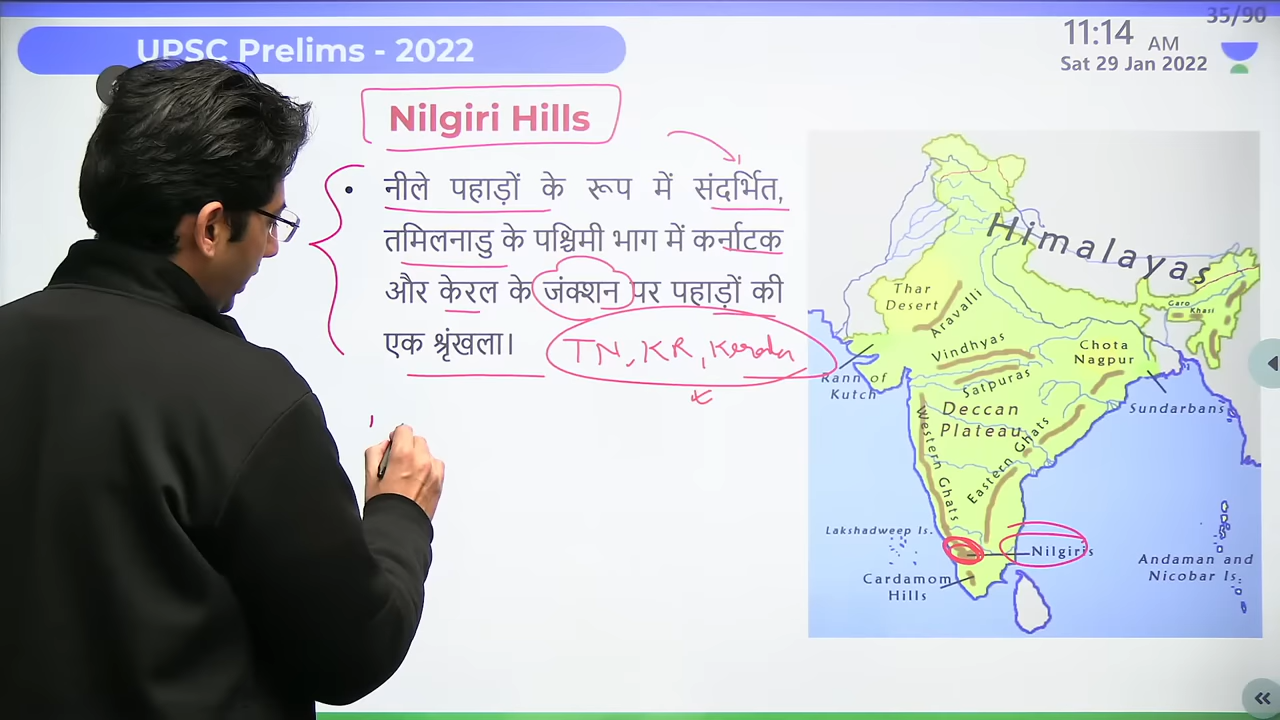 35/90
11:14 AM
Sat 29 Jan 2022
UPSC Prelims - 2022
Nilgiri Hills
• नीले पहाड़ों के रूप में संदर्भित,
तमिलनाडु के पश्चिमी भाग में कर्नाटक
और केरल के जंक्शन पर पहाड़ों की
एक श्रृंखला।
TN, KR, Kerala
Himalayas
Thar
Desert
Aravalli
Garo
Khasi
Vindhyas
Chota
Nagpur
Rann of
Kutch
Satpuras
Sundarbans
Deccan
Plateau
Western Ghats
Eastern Ghats
Lakshadweep Is.
Nilgiris
Andaman and
Nicobar Is.
Cardamom
Hills